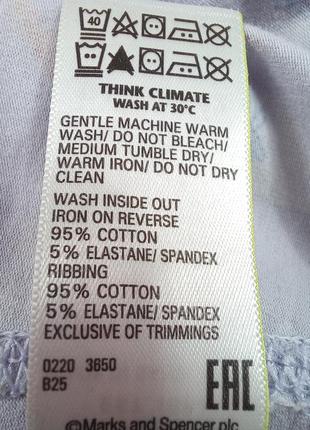 40
THINK CLIMATE
WASH AT 30°C
GENTLE MACHINE WARM
WASH/ DO NOT BLEACH/
MEDIUM TUMBLE DRY/
WARM IRON/ DO NOT DRY
CLEAN
WASH INSIDE OUT
IRON ON REVERSE
95% COTTON
5% ELASTANE/ SPANDEX
RIBBING
95% COTTON
5% ELASTANE/ SPANDEX
EXCLUSIVE OF TRIMMINGS
0220 3650
B25
EAC
©Marks and Spencer plc